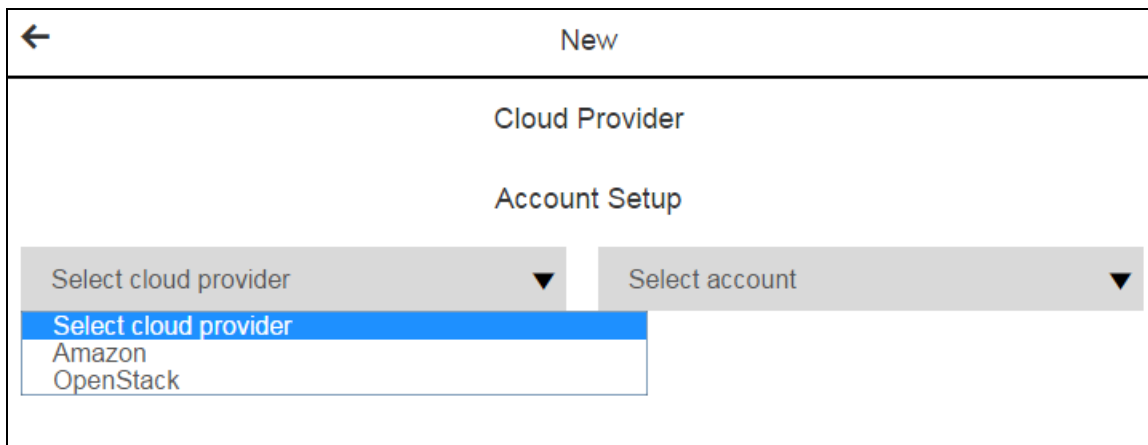 New
Cloud Provider
Account Setup
Select cloud provider
Select account
Select cloud provider
Amazon
OpenStack